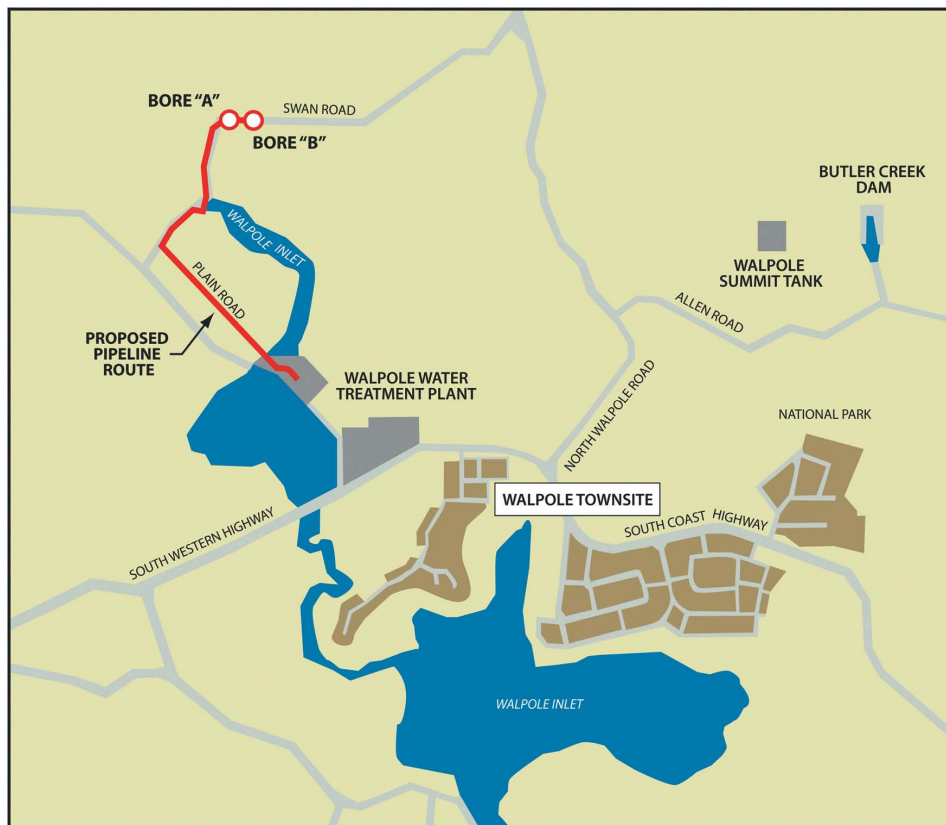 BORE “A”
SWAN ROAD
BORE “B”
BUTLER CREEK
DAM
WALPOLE INLET
WALPOLE
SUMMIT TANK
PLAIN ROAD
ALLEN ROAD
PROPOSED
PIPELINE
ROUTE
WALPOLE WATER
TREATMENT PLANT
NORTH WALPOLE ROAD
NATIONAL PARK
WALPOLE TOWNSITE
SOUTH COAST HIGHWAY
SOUTH WESTERN HIGHWAY
WALPOLE INLET